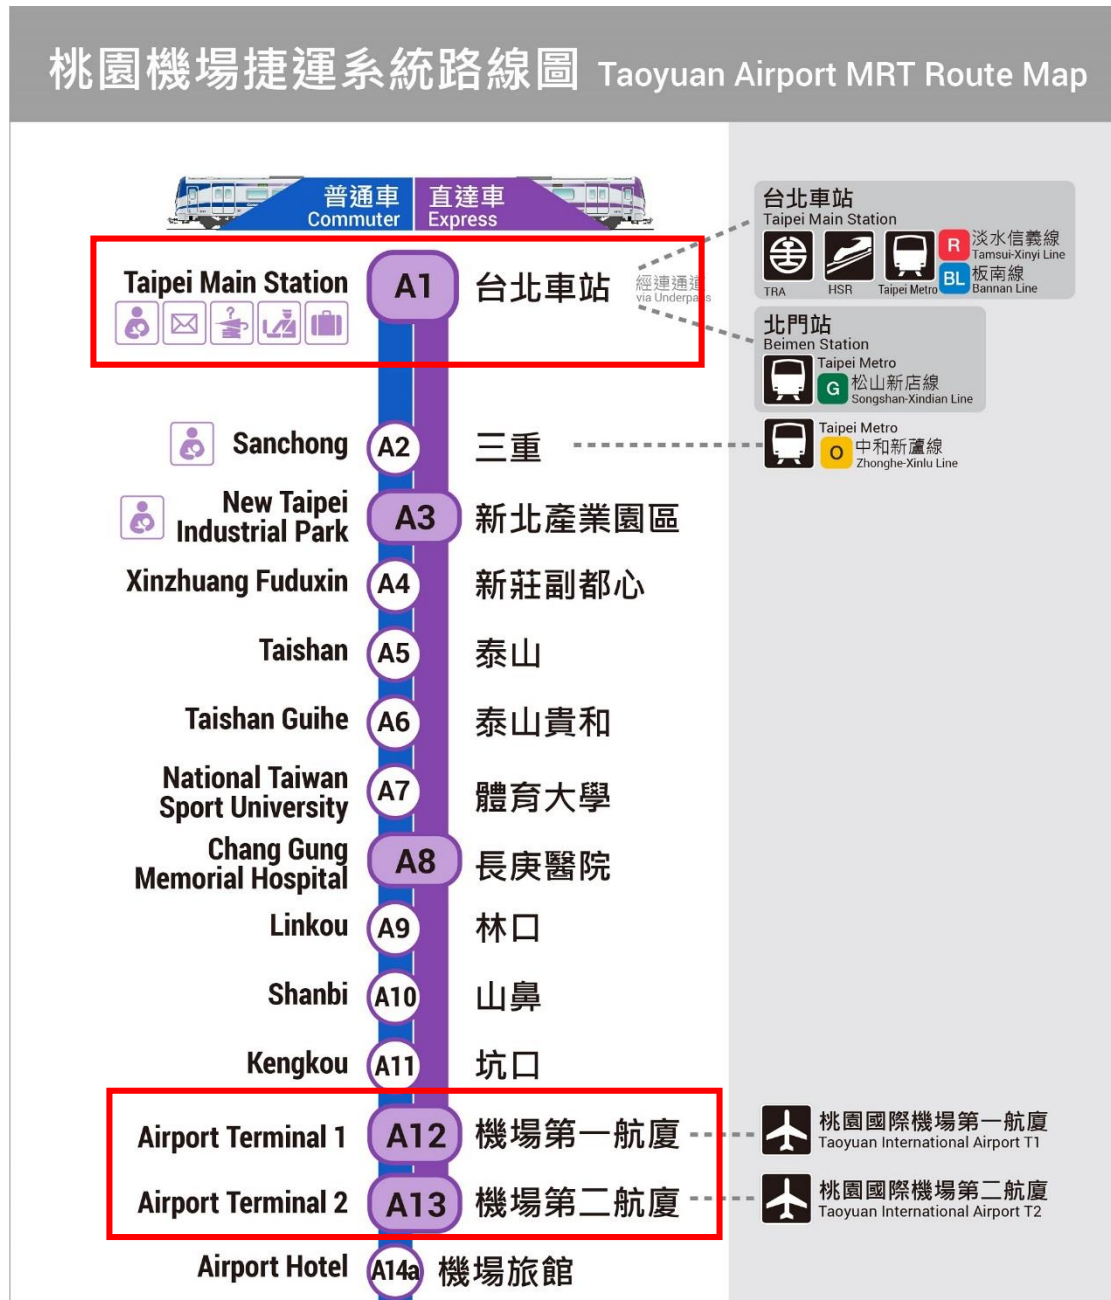 桃園機場捷運系統路線圖 Taoyuan Airport MRT Route Map
普通車 直達車
Commuter Express
Taipei Main Station A1 台北車站
經連通道
via Underpass
台北車站
Taipei Main Station
TRA HSR Taipei Metro
R 淡水信義線
Tamsui-Xinyi Line
BL 板南線
Bannan Line
北門站
Beimen Station
Taipei Metro
G 松山新店線
Songshan-Xindian Line
Sanchong A2 三重
Taipei Metro
O 中和新蘆線
Zhonghe-Xinlu Line
New Taipei
Industrial Park A3 新北產業園區
Xinzhuang Fuduxin A4 新莊副都心
Taishan A5 泰山
Taishan Guihe A6 泰山貴和
National Taiwan
Sport University A7 體育大學
Chang Gung
Memorial Hospital A8 長庚醫院
Linkou A9 林口
Shanbi A10 山鼻
Kengkou A11 坑口
Airport Terminal 1 A12 機場第一航廈
桃園國際機場第一航廈
Taoyuan International Airport T1
Airport Terminal 2 A13 機場第二航廈
桃園國際機場第二航廈
Taoyuan International Airport T2
Airport Hotel A14a 機場旅館